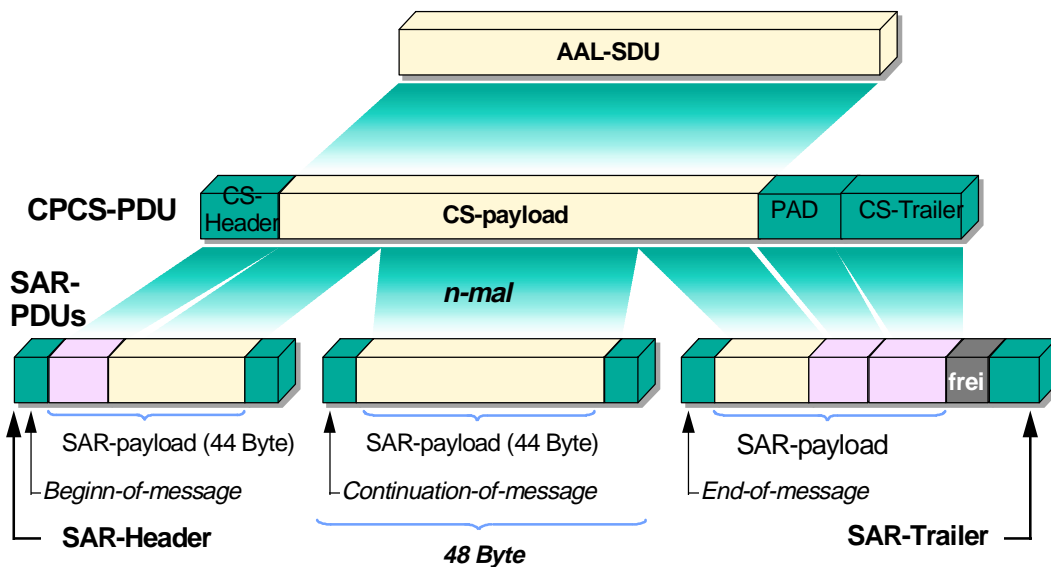 AAL-SDU
CPCS-PDU
CS-
Header
CS-payload
PAD
CS-Trailer
SAR-
PDUs
n-mal
frei
SAR-payload (44 Byte)
SAR-payload (44 Byte)
SAR-payload
Beginn-of-message
Continuation-of-message
End-of-message
SAR-Header
SAR-Trailer
48 Byte